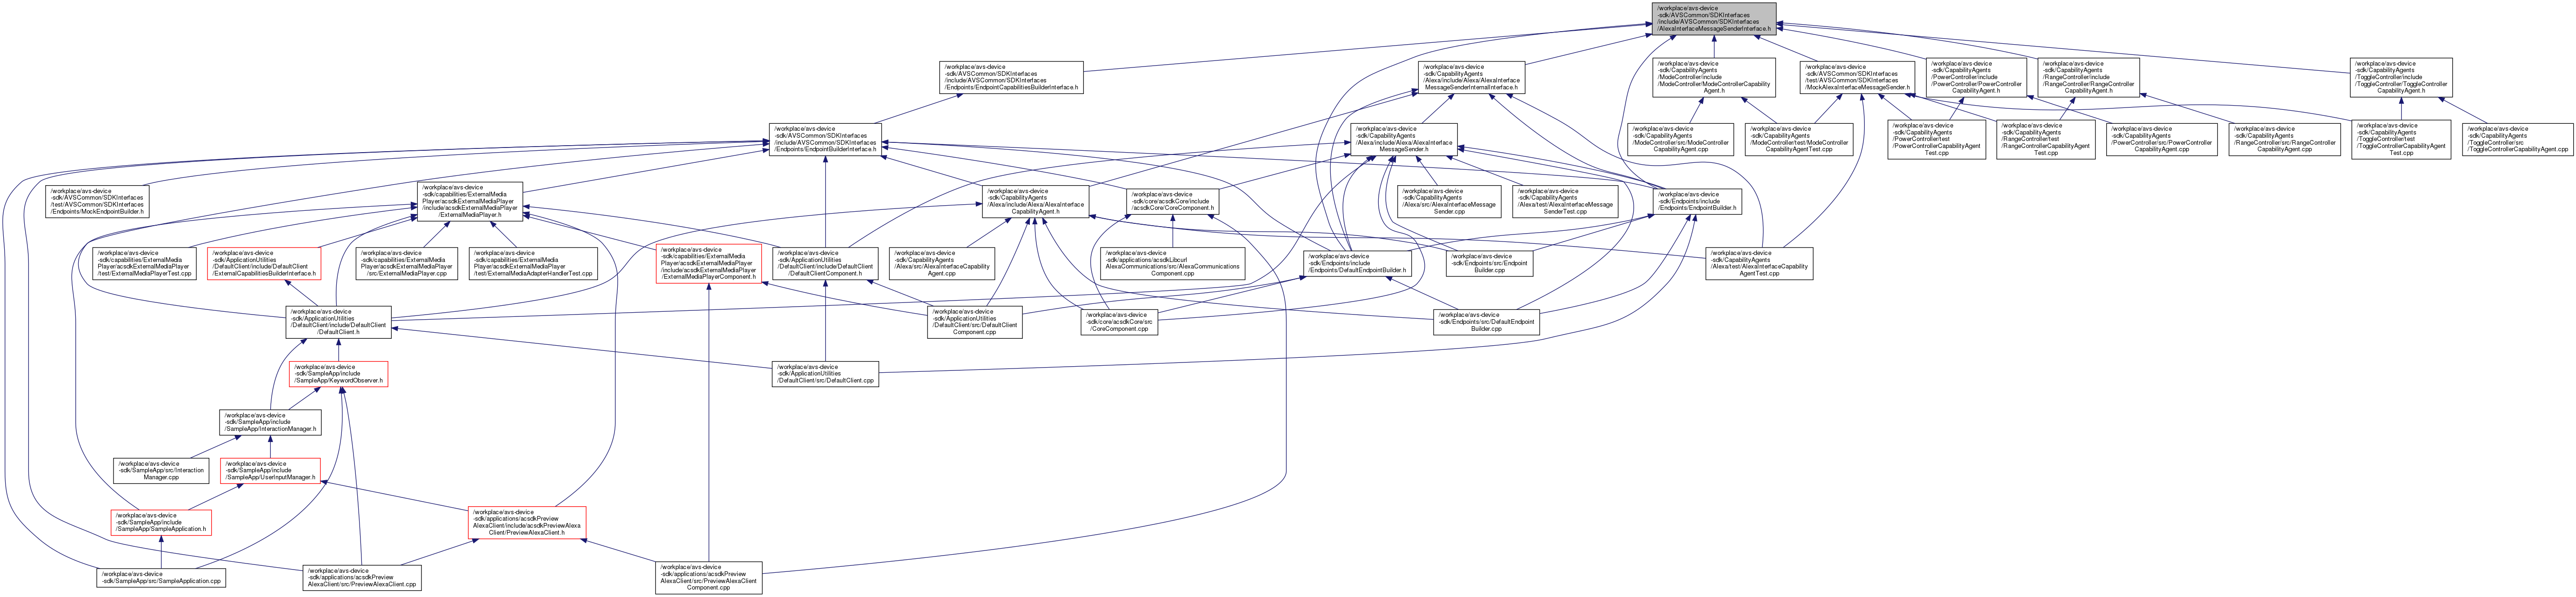 /workplace/avs-device
-sdk/AVSCommon/SDKInterfaces
/include/AVSCommon/SDKInterfaces
/AlexaInterfaceMessageSenderInterface.h
/workplace/avs-device
-sdk/AVSCommon/SDKInterfaces
/include/AVSCommon/SDKInterfaces
/Endpoints/EndpointCapabilitiesBuilderInterface.h
/workplace/avs-device
-sdk/CapabilityAgents
/Alexa/include/Alexa/AlexaInterface
MessageSenderInternalInterface.h
/workplace/avs-device
-sdk/CapabilityAgents
/ModeController/include
/ModeController/ModeControllerCapability
Agent.h
/workplace/avs-device
-sdk/AVSCommon/SDKInterfaces
/test/AVSCommon/SDKInterfaces
/MockAlexaInterfaceMessageSender.h
/workplace/avs-device
-sdk/CapabilityAgents
/PowerController/include
/PowerController/PowerController
CapabilityAgent.h
/workplace/avs-device
-sdk/CapabilityAgents
/RangeController/include
/RangeController/RangeController
CapabilityAgent.h
/workplace/avs-device
-sdk/CapabilityAgents
/ToggleController/include
/ToggleController/ToggleController
CapabilityAgent.h
/workplace/avs-device
-sdk/AVSCommon/SDKInterfaces
/include/AVSCommon/SDKInterfaces
/Endpoints/EndpointBuilderInterface.h
/workplace/avs-device
-sdk/CapabilityAgents
/Alexa/include/Alexa/AlexaInterface
MessageSender.h
/workplace/avs-device
-sdk/CapabilityAgents
/ModeController/src/ModeController
CapabilityAgent.cpp
/workplace/avs-device
-sdk/CapabilityAgents
/ModeController/test/ModeController
CapabilityAgentTest.cpp
/workplace/avs-device
-sdk/CapabilityAgents
/PowerController/test
/PowerControllerCapabilityAgent
Test.cpp
/workplace/avs-device
-sdk/CapabilityAgents
/RangeController/test
/RangeControllerCapabilityAgent
Test.cpp
/workplace/avs-device
-sdk/CapabilityAgents
/PowerController/src/PowerController
CapabilityAgent.cpp
/workplace/avs-device
-sdk/CapabilityAgents
/RangeController/src/RangeController
CapabilityAgent.cpp
/workplace/avs-device
-sdk/CapabilityAgents
/ToggleController/test
/ToggleControllerCapabilityAgent
Test.cpp
/workplace/avs-device
-sdk/CapabilityAgents
/ToggleController/src
/ToggleControllerCapabilityAgent.cpp
/workplace/avs-device
-sdk/AVSCommon/SDKInterfaces
/test/AVSCommon/SDKInterfaces
/Endpoints/MockEndpointBuilder.h
/workplace/avs-device
-sdk/capabilities/ExternalMedia
Player/acsdkExternalMediaPlayer
/include/acsdkExternalMediaPlayer
/ExternalMediaPlayer.h
/workplace/avs-device
-sdk/CapabilityAgents
/Alexa/include/Alexa/AlexaInterface
CapabilityAgent.h
/workplace/avs-device
-sdk/core/acsdkCore/include
/acsdkCore/CoreComponent.h
/workplace/avs-device
-sdk/CapabilityAgents
/Alexa/src/AlexaInterfaceMessage
Sender.cpp
/workplace/avs-device
-sdk/CapabilityAgents
/Alexa/test/AlexaInterfaceMessage
SenderTest.cpp
/workplace/avs-device
-sdk/Endpoints/include
/Endpoints/EndpointBuilder.h
/workplace/avs-device
-sdk/capabilities/ExternalMedia
Player/acsdkExternalMediaPlayer
/test/ExternalMediaPlayerTest.cpp
/workplace/avs-device
-sdk/ApplicationUtilities
/DefaultClient/include/DefaultClient
/ExternalCapabilitiesBuilderInterface.h
/workplace/avs-device
-sdk/capabilities/ExternalMedia
Player/acsdkExternalMediaPlayer
/src/ExternalMediaPlayer.cpp
/workplace/avs-device
-sdk/capabilities/ExternalMedia
Player/acsdkExternalMediaPlayer
/test/ExternalMediaAdapterHandlerTest.cpp
/workplace/avs-device
-sdk/capabilities/ExternalMedia
Player/acsdkExternalMediaPlayer
/include/acsdkExternalMediaPlayer
/ExternalMediaPlayerComponent.h
/workplace/avs-device
-sdk/ApplicationUtilities
/DefaultClient/include/DefaultClient
/DefaultClientComponent.h
/workplace/avs-device
-sdk/CapabilityAgents
/Alexa/src/AlexaInterfaceCapability
Agent.cpp
/workplace/avs-device
-sdk/applications/acsdkLibcurl
AlexaCommunications/src/AlexaCommunications
Component.cpp
/workplace/avs-device
-sdk/Endpoints/include
/Endpoints/DefaultEndpointBuilder.h
/workplace/avs-device
-sdk/Endpoints/src/Endpoint
Builder.cpp
/workplace/avs-device
-sdk/CapabilityAgents
/Alexa/test/AlexaInterfaceCapability
AgentTest.cpp
/workplace/avs-device
-sdk/ApplicationUtilities
/DefaultClient/include/DefaultClient
/DefaultClient.h
/workplace/avs-device
-sdk/ApplicationUtilities
/DefaultClient/src/DefaultClient
Component.cpp
/workplace/avs-device
-sdk/core/acsdkCore/src
/CoreComponent.cpp
/workplace/avs-device
-sdk/Endpoints/src/DefaultEndpoint
Builder.cpp
/workplace/avs-device
-sdk/SampleApp/include
/SampleApp/KeywordObserver.h
/workplace/avs-device
-sdk/ApplicationUtilities
/DefaultClient/src/DefaultClient.cpp
/workplace/avs-device
-sdk/SampleApp/include
/SampleApp/InteractionManager.h
/workplace/avs-device
-sdk/SampleApp/src/Interaction
Manager.cpp
/workplace/avs-device
-sdk/SampleApp/include
/SampleApp/UserInputManager.h
/workplace/avs-device
-sdk/SampleApp/include
/SampleApp/SampleApplication.h
/workplace/avs-device
-sdk/applications/acsdkPreview
AlexaClient/include/acsdkPreviewAlexa
Client/PreviewAlexaClient.h
/workplace/avs-device
-sdk/SampleApp/src/SampleApplication.cpp
/workplace/avs-device
-sdk/applications/acsdkPreview
AlexaClient/src/PreviewAlexaClient.cpp
/workplace/avs-device
-sdk/applications/acsdkPreview
AlexaClient/src/PreviewAlexaClient
Component.cpp